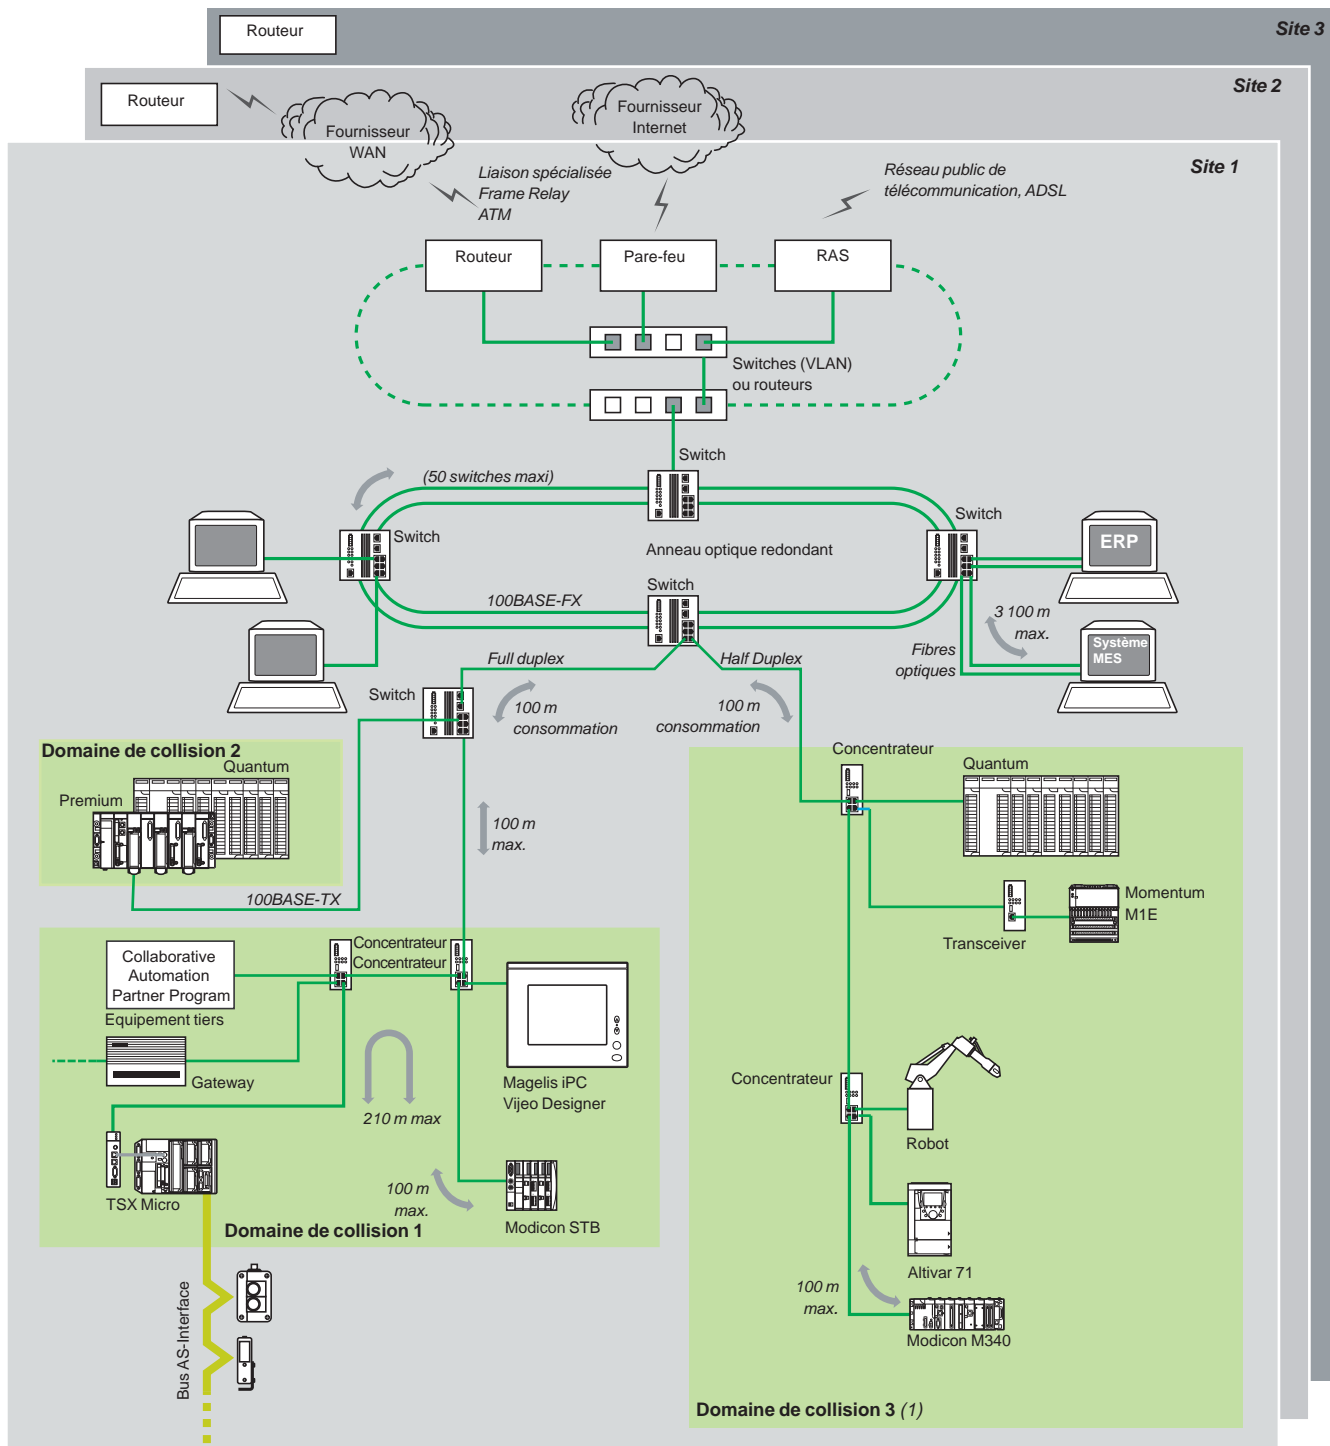 Routeur
Site 3
Routeur
Site 2
Fournisseur
WAN
Fournisseur
Internet
Site 1
Liaison spécialisée
Frame Relay
ATM
Réseau public de
télécommunication, ADSL
Routeur
Pare-feu
RAS
Switches (VLAN)
ou routeurs
Switch
(50 switches maxi)
Switch
Switch
Anneau optique redondant
ERP
Switch
100BASE-FX
3 100 m
max.
Système
MES
Fibres
optiques
Full duplex
Half Duplex
Switch
100 m
consommation
100 m
consommation
Domaine de collision 2
Quantum
Premium
Concentrateur
Quantum
100 m
max.
100BASE-TX
Momentum
M1E
Transceiver
Collaborative
Automation
Partner Program
Concentrateur
Concentrateur
Equipement tiers
Gateway
Magelis iPC
Vijeo Designer
210 m max
Concentrateur
Robot
TSX Micro
100 m
max.
Modicon STB
Domaine de collision 1
Altivar 71
100 m
max.
Modicon M340
Bus AS-Interface
Domaine de collision 3 (1)